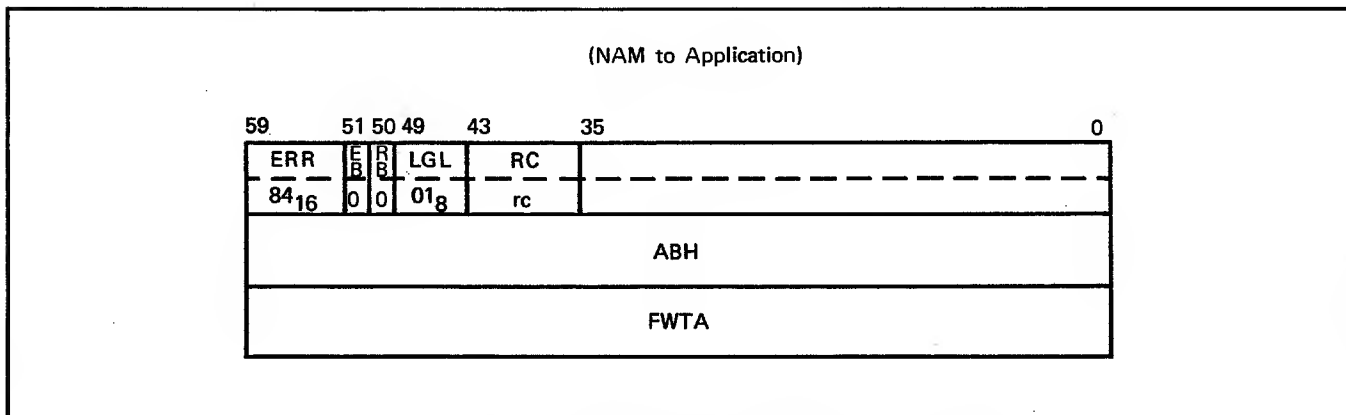 (NAM to Application)
59 51 50 49 43 35 0
ERR EB RB LGL RC
84₁₆ 0 0 01₈ rc
ABH
FWTA